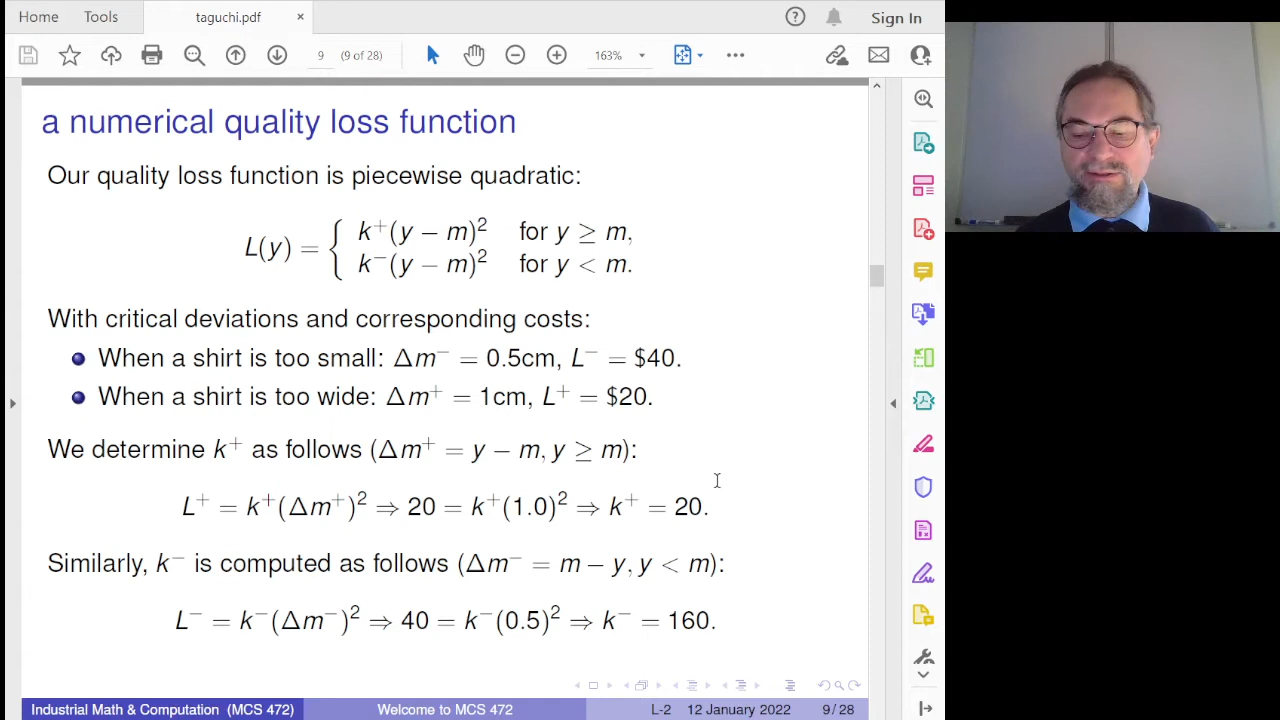 Home Tools taguchi.pdf × Sign In
9 (9 of 28) 163%
a numerical quality loss function
Our quality loss function is piecewise quadratic:
L(y) = { k⁺(y − m)² for y ≥ m,
k⁻(y − m)² for y < m.
With critical deviations and corresponding costs:
When a shirt is too small: Δm⁻ = 0.5cm, L⁻ = $40.
When a shirt is too wide: Δm⁺ = 1cm, L⁺ = $20.
We determine k⁺ as follows (Δm⁺ = y − m, y ≥ m):
L⁺ = k⁺(Δm⁺)² ⇒ 20 = k⁺(1.0)² ⇒ k⁺ = 20.
Similarly, k⁻ is computed as follows (Δm⁻ = m − y, y < m):
L⁻ = k⁻(Δm⁻)² ⇒ 40 = k⁻(0.5)² ⇒ k⁻ = 160.
Industrial Math & Computation (MCS 472) Welcome to MCS 472 L-2 12 January 2022 9 / 28